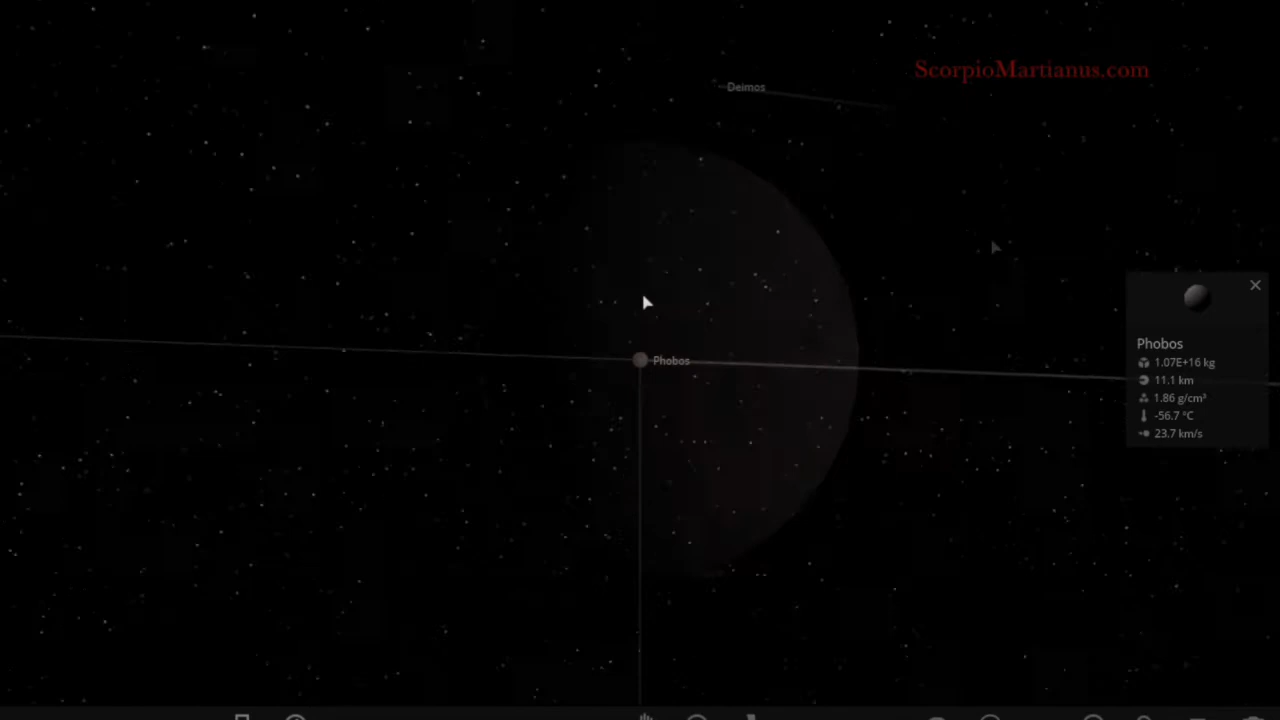 ScorpioMartianus.com
Deimos
Phobos
Phobos
1.07E+16 kg
11.1 km
1.86 g/cm³
-56.7 °C
23.7 km/s